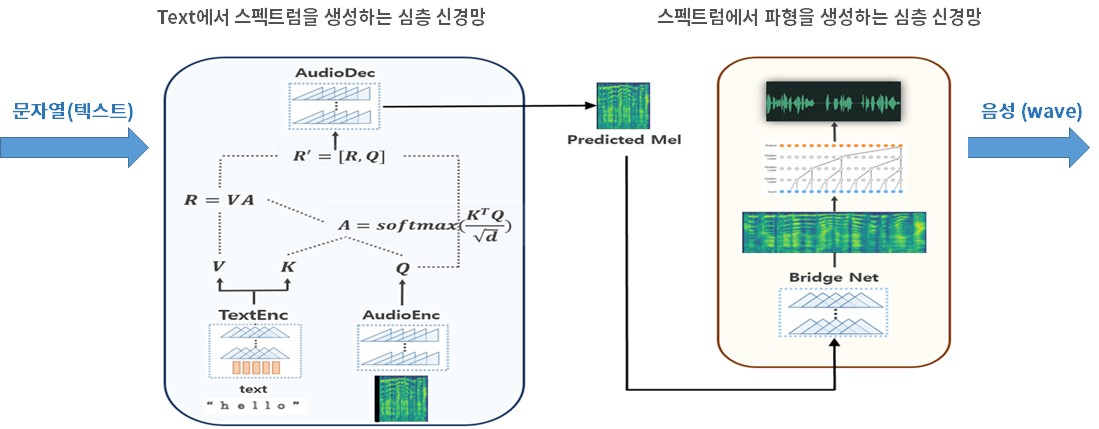 Text에서 스펙트럼을 생성하는 심층 신경망
스펙트럼에서 파형을 생성하는 심층 신경망
문자열(텍스트)
음성 (wave)
AudioDec
Predicted Mel
R′ = [R, Q]
R = VA
A = softmax(K^T Q / √d)
V
K
Q
TextEnc
AudioEnc
text
“ h e l l o ”
Bridge Net